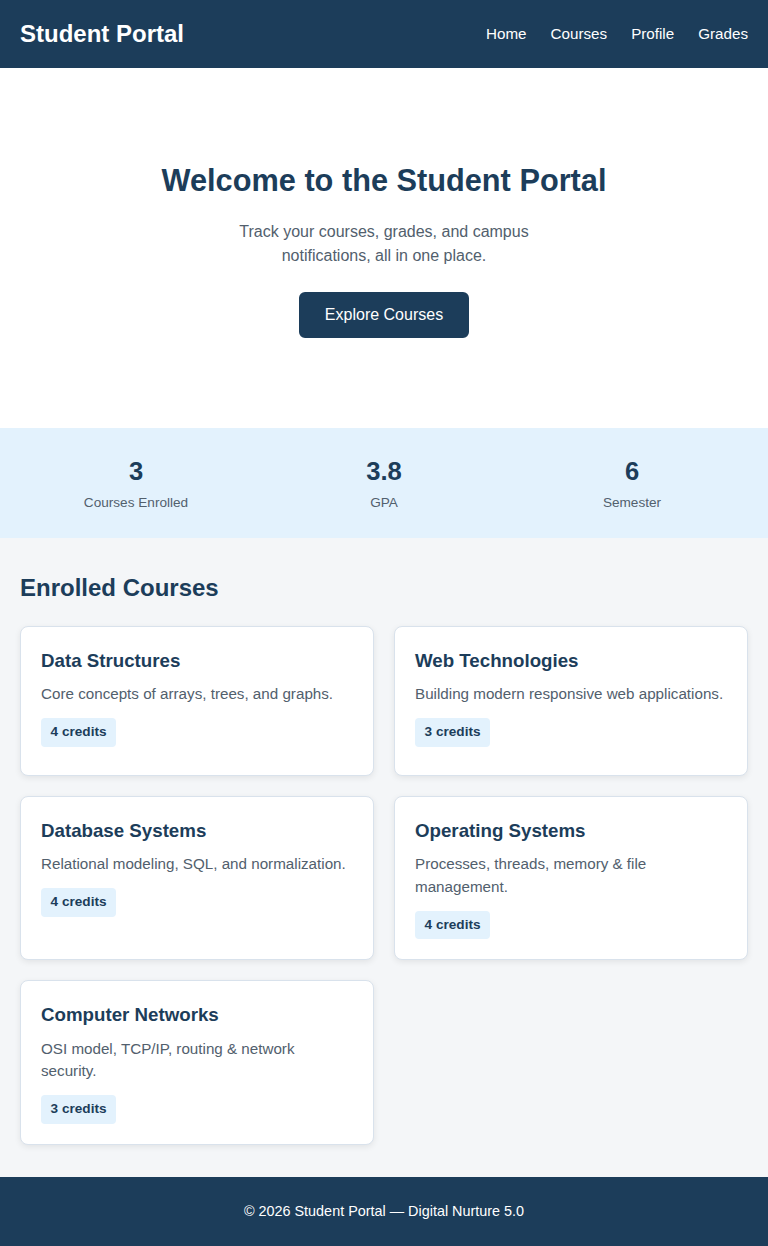 Student Portal
Home Courses Profile Grades
Welcome to the Student Portal
Track your courses, grades, and campus
notifications, all in one place.
Explore Courses
3
Courses Enrolled
3.8
GPA
6
Semester
Enrolled Courses
Data Structures
Core concepts of arrays, trees, and graphs.
4 credits
Web Technologies
Building modern responsive web applications.
3 credits
Database Systems
Relational modeling, SQL, and normalization.
4 credits
Operating Systems
Processes, threads, memory & file
management.
4 credits
Computer Networks
OSI model, TCP/IP, routing & network
security.
3 credits
© 2026 Student Portal — Digital Nurture 5.0